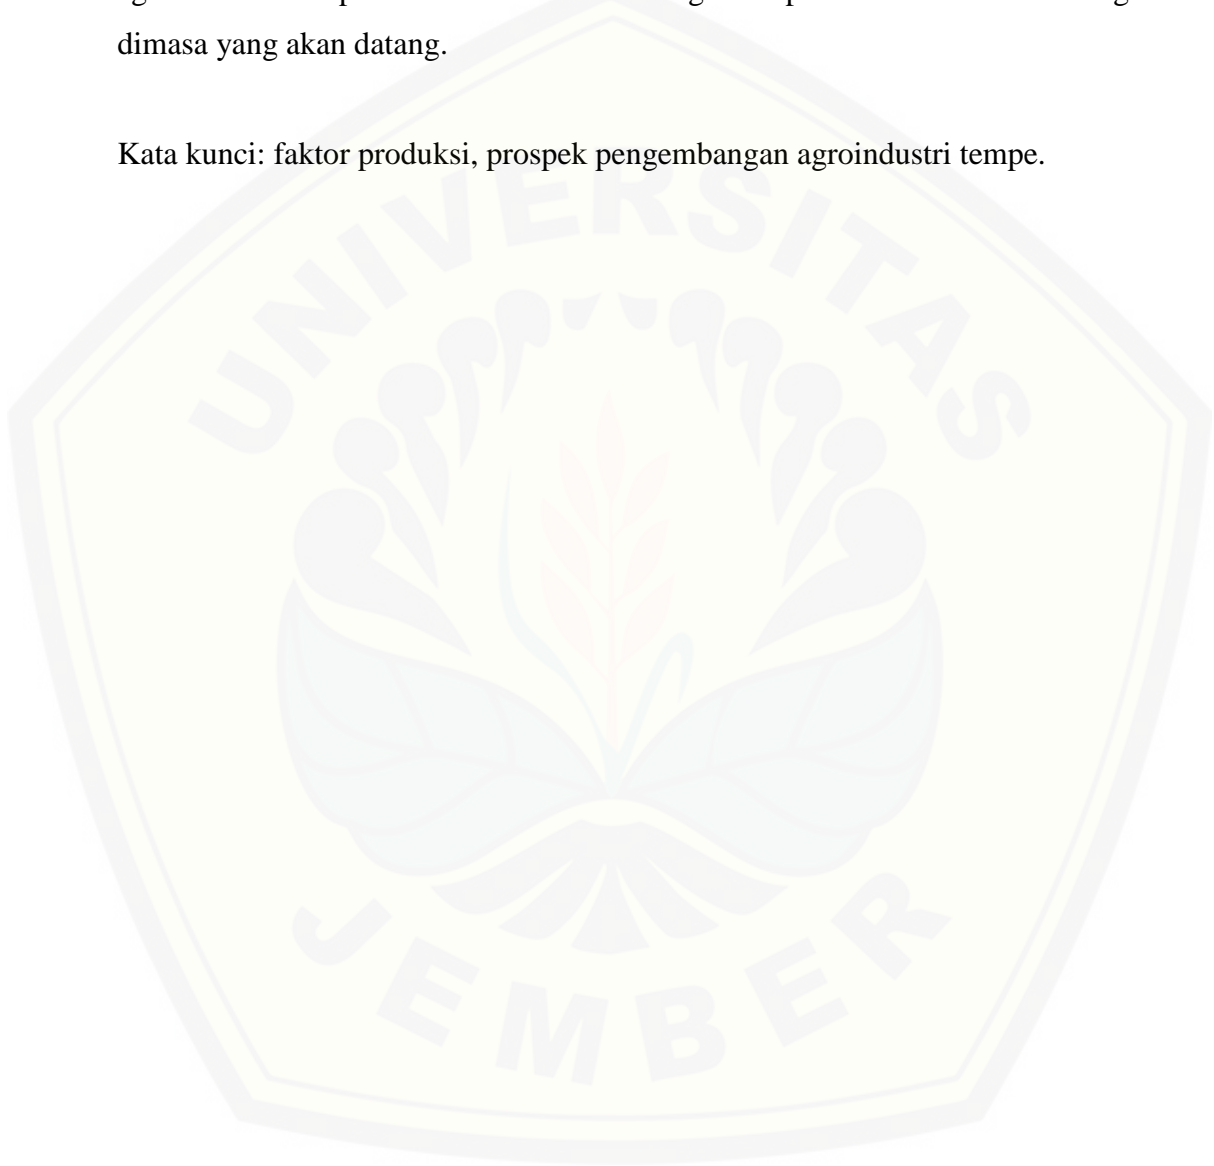 dimasa yang akan datang.
Kata kunci: faktor produksi, prospek pengembangan agroindustri tempe.
UNIVERSITAS
JEMBER